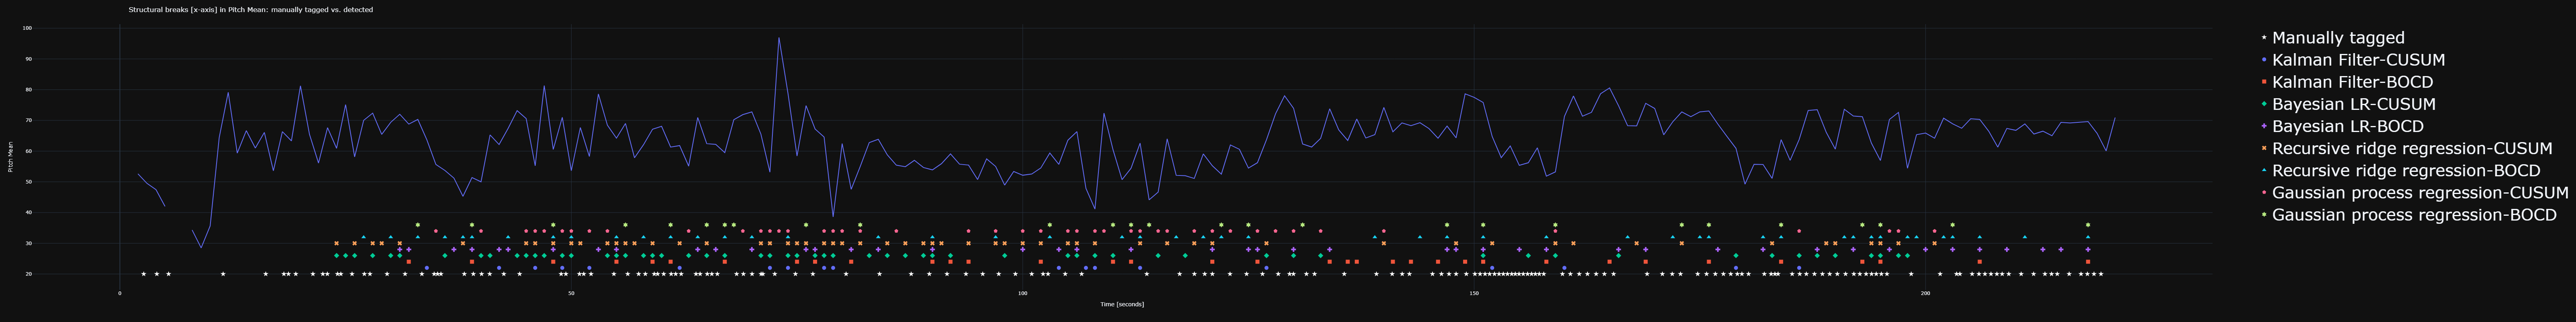 Structural breaks [x-axis] in Pitch Mean: manually tagged vs. detected
100
90
80
70
60
50
40
30
20
Pitch Mean
0
50
100
150
200
Time [seconds]
Manually tagged
Kalman Filter-CUSUM
Kalman Filter-BOCD
Bayesian LR-CUSUM
Bayesian LR-BOCD
Recursive ridge regression-CUSUM
Recursive ridge regression-BOCD
Gaussian process regression-CUSUM
Gaussian process regression-BOCD